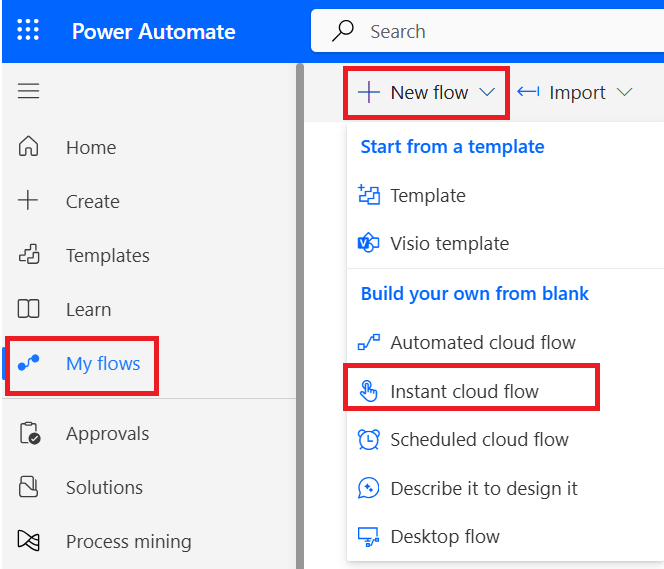 Power Automate
Search
Home
Create
Templates
Learn
My flows
Approvals
Solutions
Process mining
New flow
Import
Start from a template
Template
Visio template
Build your own from blank
Automated cloud flow
Instant cloud flow
Scheduled cloud flow
Describe it to design it
Desktop flow